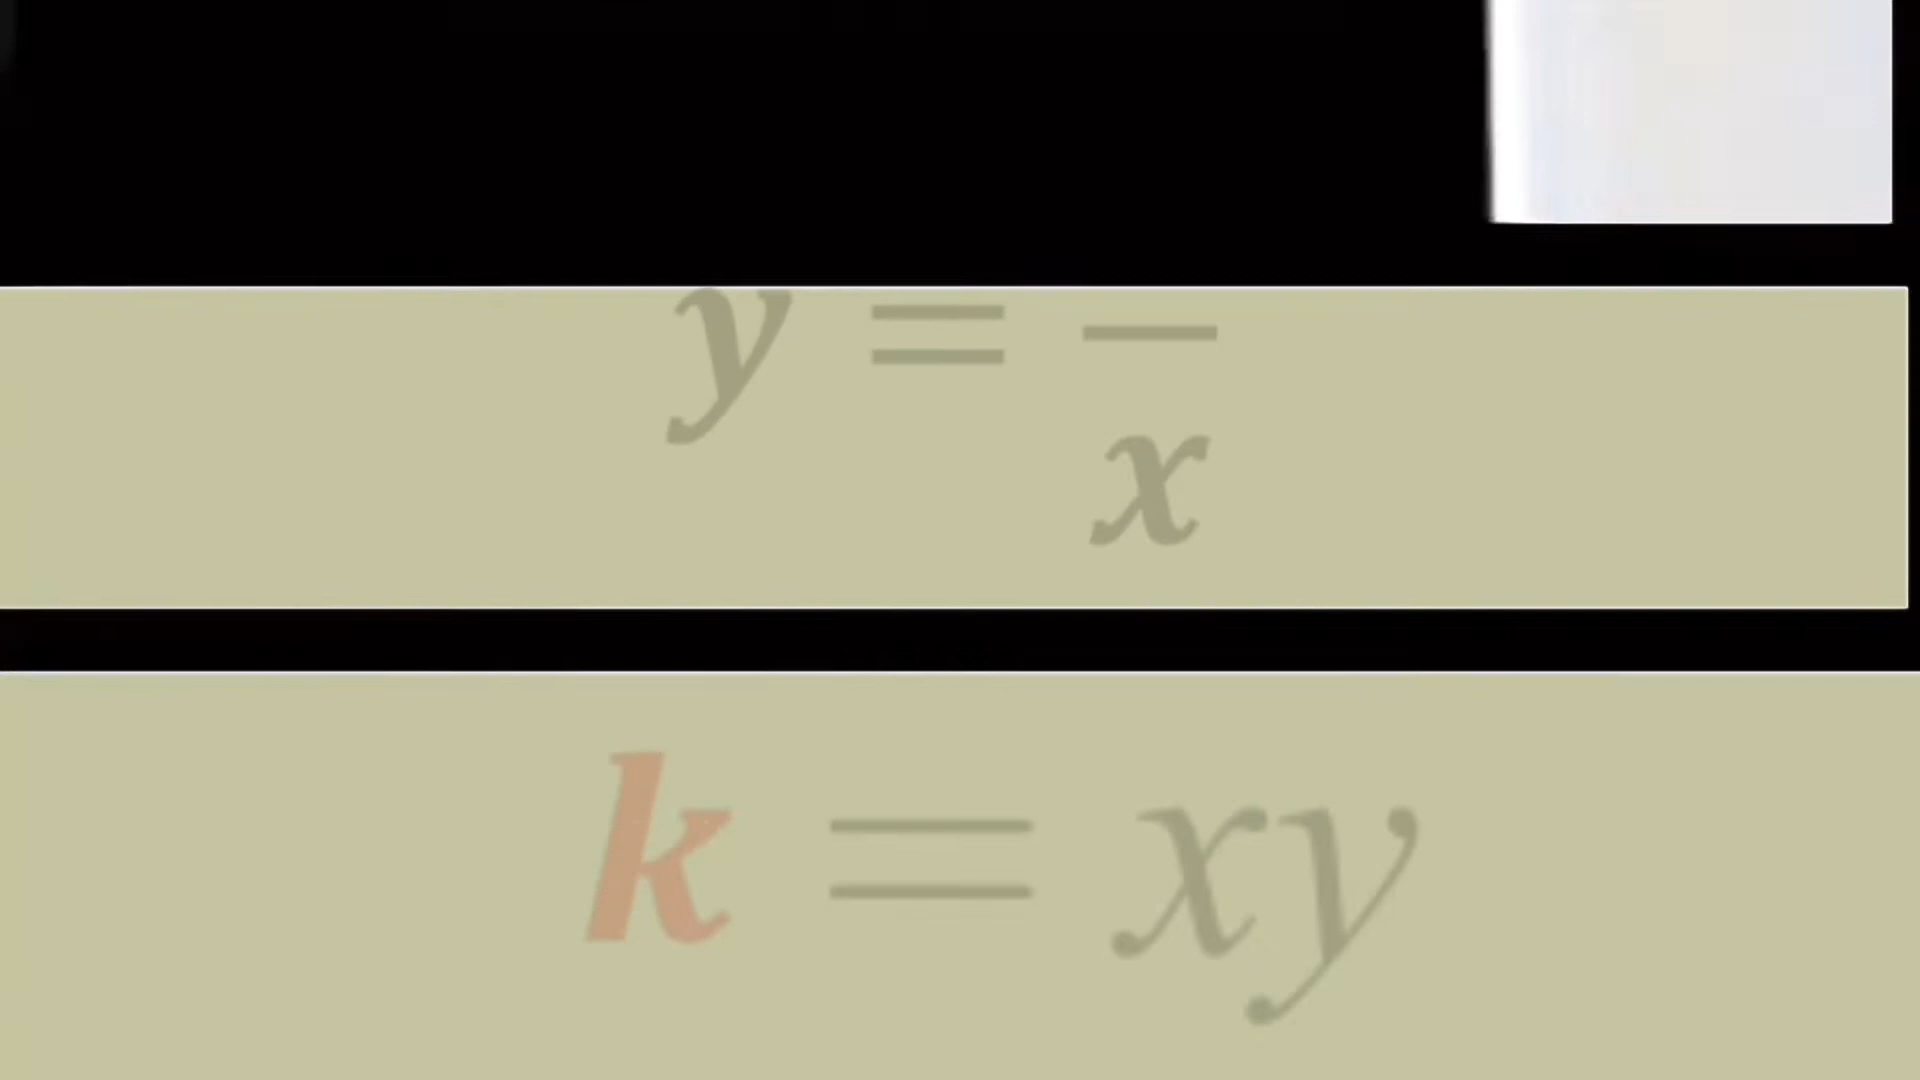 y = —
x
k = xy